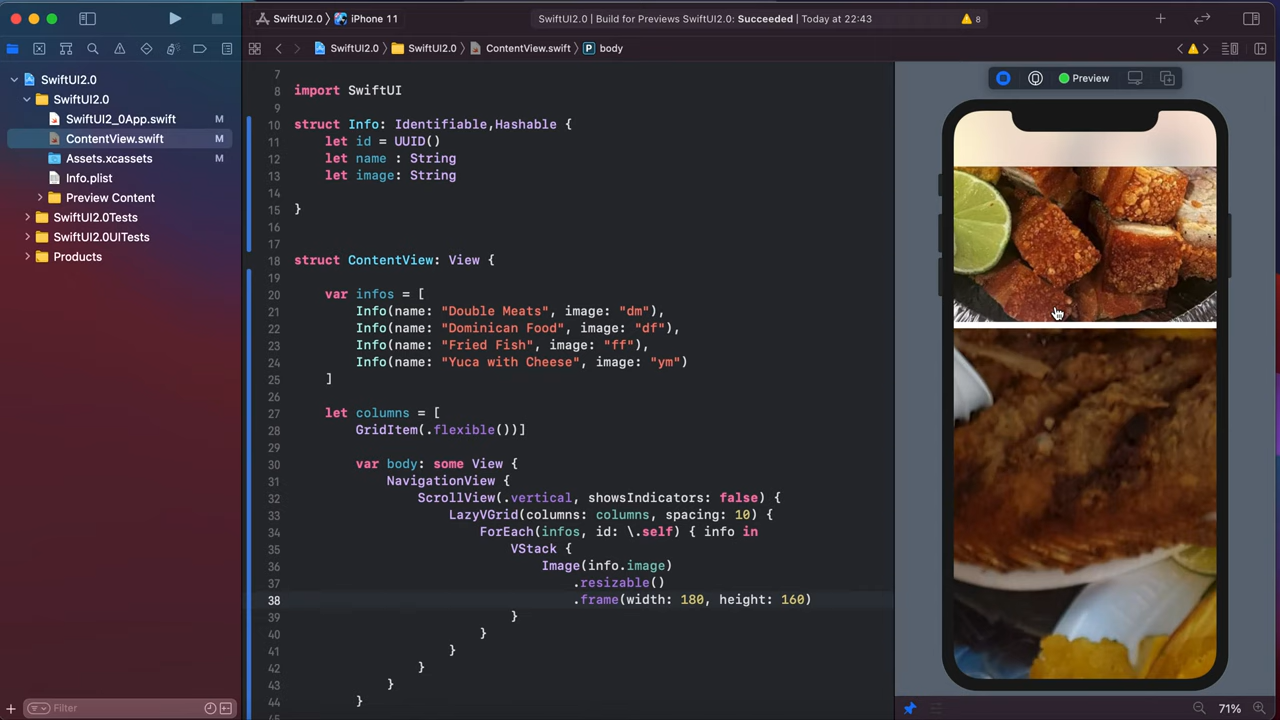 SwiftUI2.0 〉 iPhone 11
SwiftUI2.0 | Build for Previews SwiftUI2.0: Succeeded | Today at 22:43
8
SwiftUI2.0 〉 SwiftUI2.0 〉 ContentView.swift 〉 P body
SwiftUI2.0
SwiftUI2.0
SwiftUI2_0App.swift M
ContentView.swift M
Assets.xcassets M
Info.plist
Preview Content
SwiftUI2.0Tests
SwiftUI2.0UITests
Products
Filter
7
8 import SwiftUI
9
10 struct Info: Identifiable,Hashable {
11 let id = UUID()
12 let name : String
13 let image: String
14
15 }
16
17
18 struct ContentView: View {
19
20 var infos = [
21 Info(name: "Double Meats", image: "dm"),
22 Info(name: "Dominican Food", image: "df"),
23 Info(name: "Fried Fish", image: "ff"),
24 Info(name: "Yuca with Cheese", image: "ym")
25 ]
26
27 let columns = [
28 GridItem(.flexible())]
29
30 var body: some View {
31 NavigationView {
32 ScrollView(.vertical, showsIndicators: false) {
33 LazyVGrid(columns: columns, spacing: 10) {
34 ForEach(infos, id: \.self) { info in
35 VStack {
36 Image(info.image)
37 .resizable()
38 .frame(width: 180, height: 160)
39 }
40 }
41 }
42 }
43 }
44 }
Preview
71%